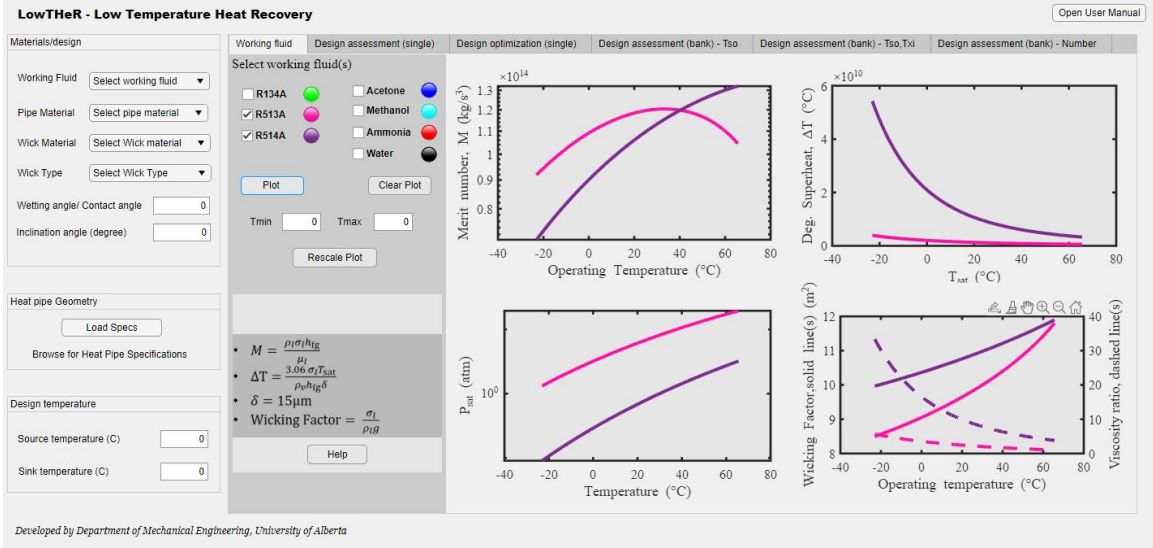 LowTHeR - Low Temperature Heat Recovery
Open User Manual
Materials/design
Working Fluid
Select working fluid
Pipe Material
Select pipe material
Wick Material
Select Wick material
Wick Type
Select Wick Type
Wetting angle/ Contact angle
0
Inclination angle (degree)
0
Heat pipe Geometry
Load Specs
Browse for Heat Pipe Specifications
Design temperature
Source temperature (C)
0
Sink temperature (C)
0
Working fluid
Design assessment (single)
Design optimization (single)
Design assessment (bank) - Tso
Design assessment (bank) - Tso,Txi
Design assessment (bank) - Number
Select working fluid(s)
R134A
R513A
R514A
Acetone
Methanol
Ammonia
Water
Plot
Clear Plot
Tmin
0
Tmax
0
Rescale Plot
• M = ρlσlhfg / μl
• ΔT = 3.06 σlTsat / ρvhfgδ
• δ = 15μm
• Wicking Factor = σl / ρlg
Help
×10¹⁴
1.3
1.2
1.1
1
0.9
0.8
Merit number, M (kg/s³)
-40 -20 0 20 40 60 80
Operating Temperature (°C)
×10¹⁰
6
4
2
0
Deg. Superheat, ΔT (°C)
-40 -20 0 20 40 60 80
Tsat (°C)
10⁰
Psat (atm)
-40 -20 0 20 40 60 80
Temperature (°C)
12
11
10
9
8
Wicking Factor,solid line(s) (m²)
40
30
20
10
0
Viscosity ratio, dashed line(s)
-40 -20 0 20 40 60 80
Operating temperature (°C)
Developed by Department of Mechanical Engineering, University of Alberta